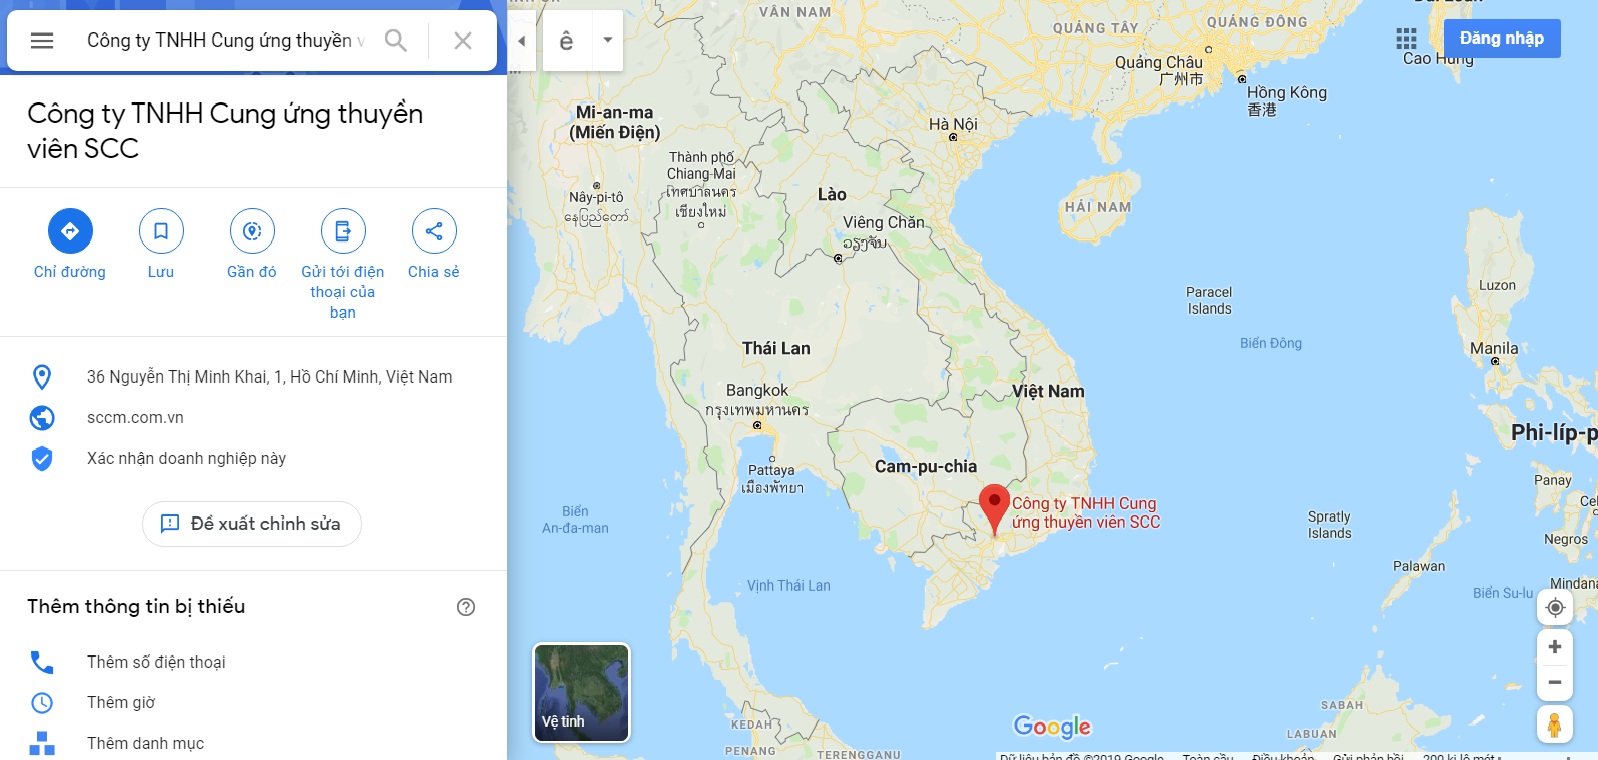 Công ty TNHH Cung ứng thuyền v
Công ty TNHH Cung ứng thuyền
viên SCC
Chỉ đường
Lưu
Gần đó
Gửi tới điện
thoại của
bạn
Chia sẻ
36 Nguyễn Thị Minh Khai, 1, Hồ Chí Minh, Việt Nam
sccm.com.vn
Xác nhận doanh nghiệp này
Đề xuất chỉnh sửa
Thêm thông tin bị thiếu
Thêm số điện thoại
Thêm giờ
Thêm danh mục
ê
Đăng nhập
VÂN NAM
QUẢNG TÂY
QUẢNG ĐÔNG
Quảng Châu
广州市
Cao Hùng
Hồng Kông
香港
Mi-an-ma
(Miến Điện)
Hà Nội
Thành phố
Chiang Mai
เทศบาลนคร
เชียงใหม่
Nây-pi-tô
နေပြည်တော်
Lào
Viêng Chăn
ວຽງຈັນ
HẢI NAM
Luzon
Paracel
Islands
Biển Đông
Manila
Thái Lan
Bangkok
กรุงเทพมหานคร
Việt Nam
Phi-líp-p
Cam-pu-chia
Pattaya
เมืองพัทยา
Panay
Ce
Công ty TNHH Cung
ứng thuyền viên SCC
Biển
An-đa-man
Spratly
Islands
Negros
Palawan
Vịnh Thái Lan
Biển Su-lu
Mindana
Vệ tinh
KEDAH
PENANG
TERENGGANU
Google
SABAH
LABUAN
Dữ liệu bản đồ ©2019 Google
Toàn cầu
Điều khoản
Gửi phản hồi
200 ki lô mét